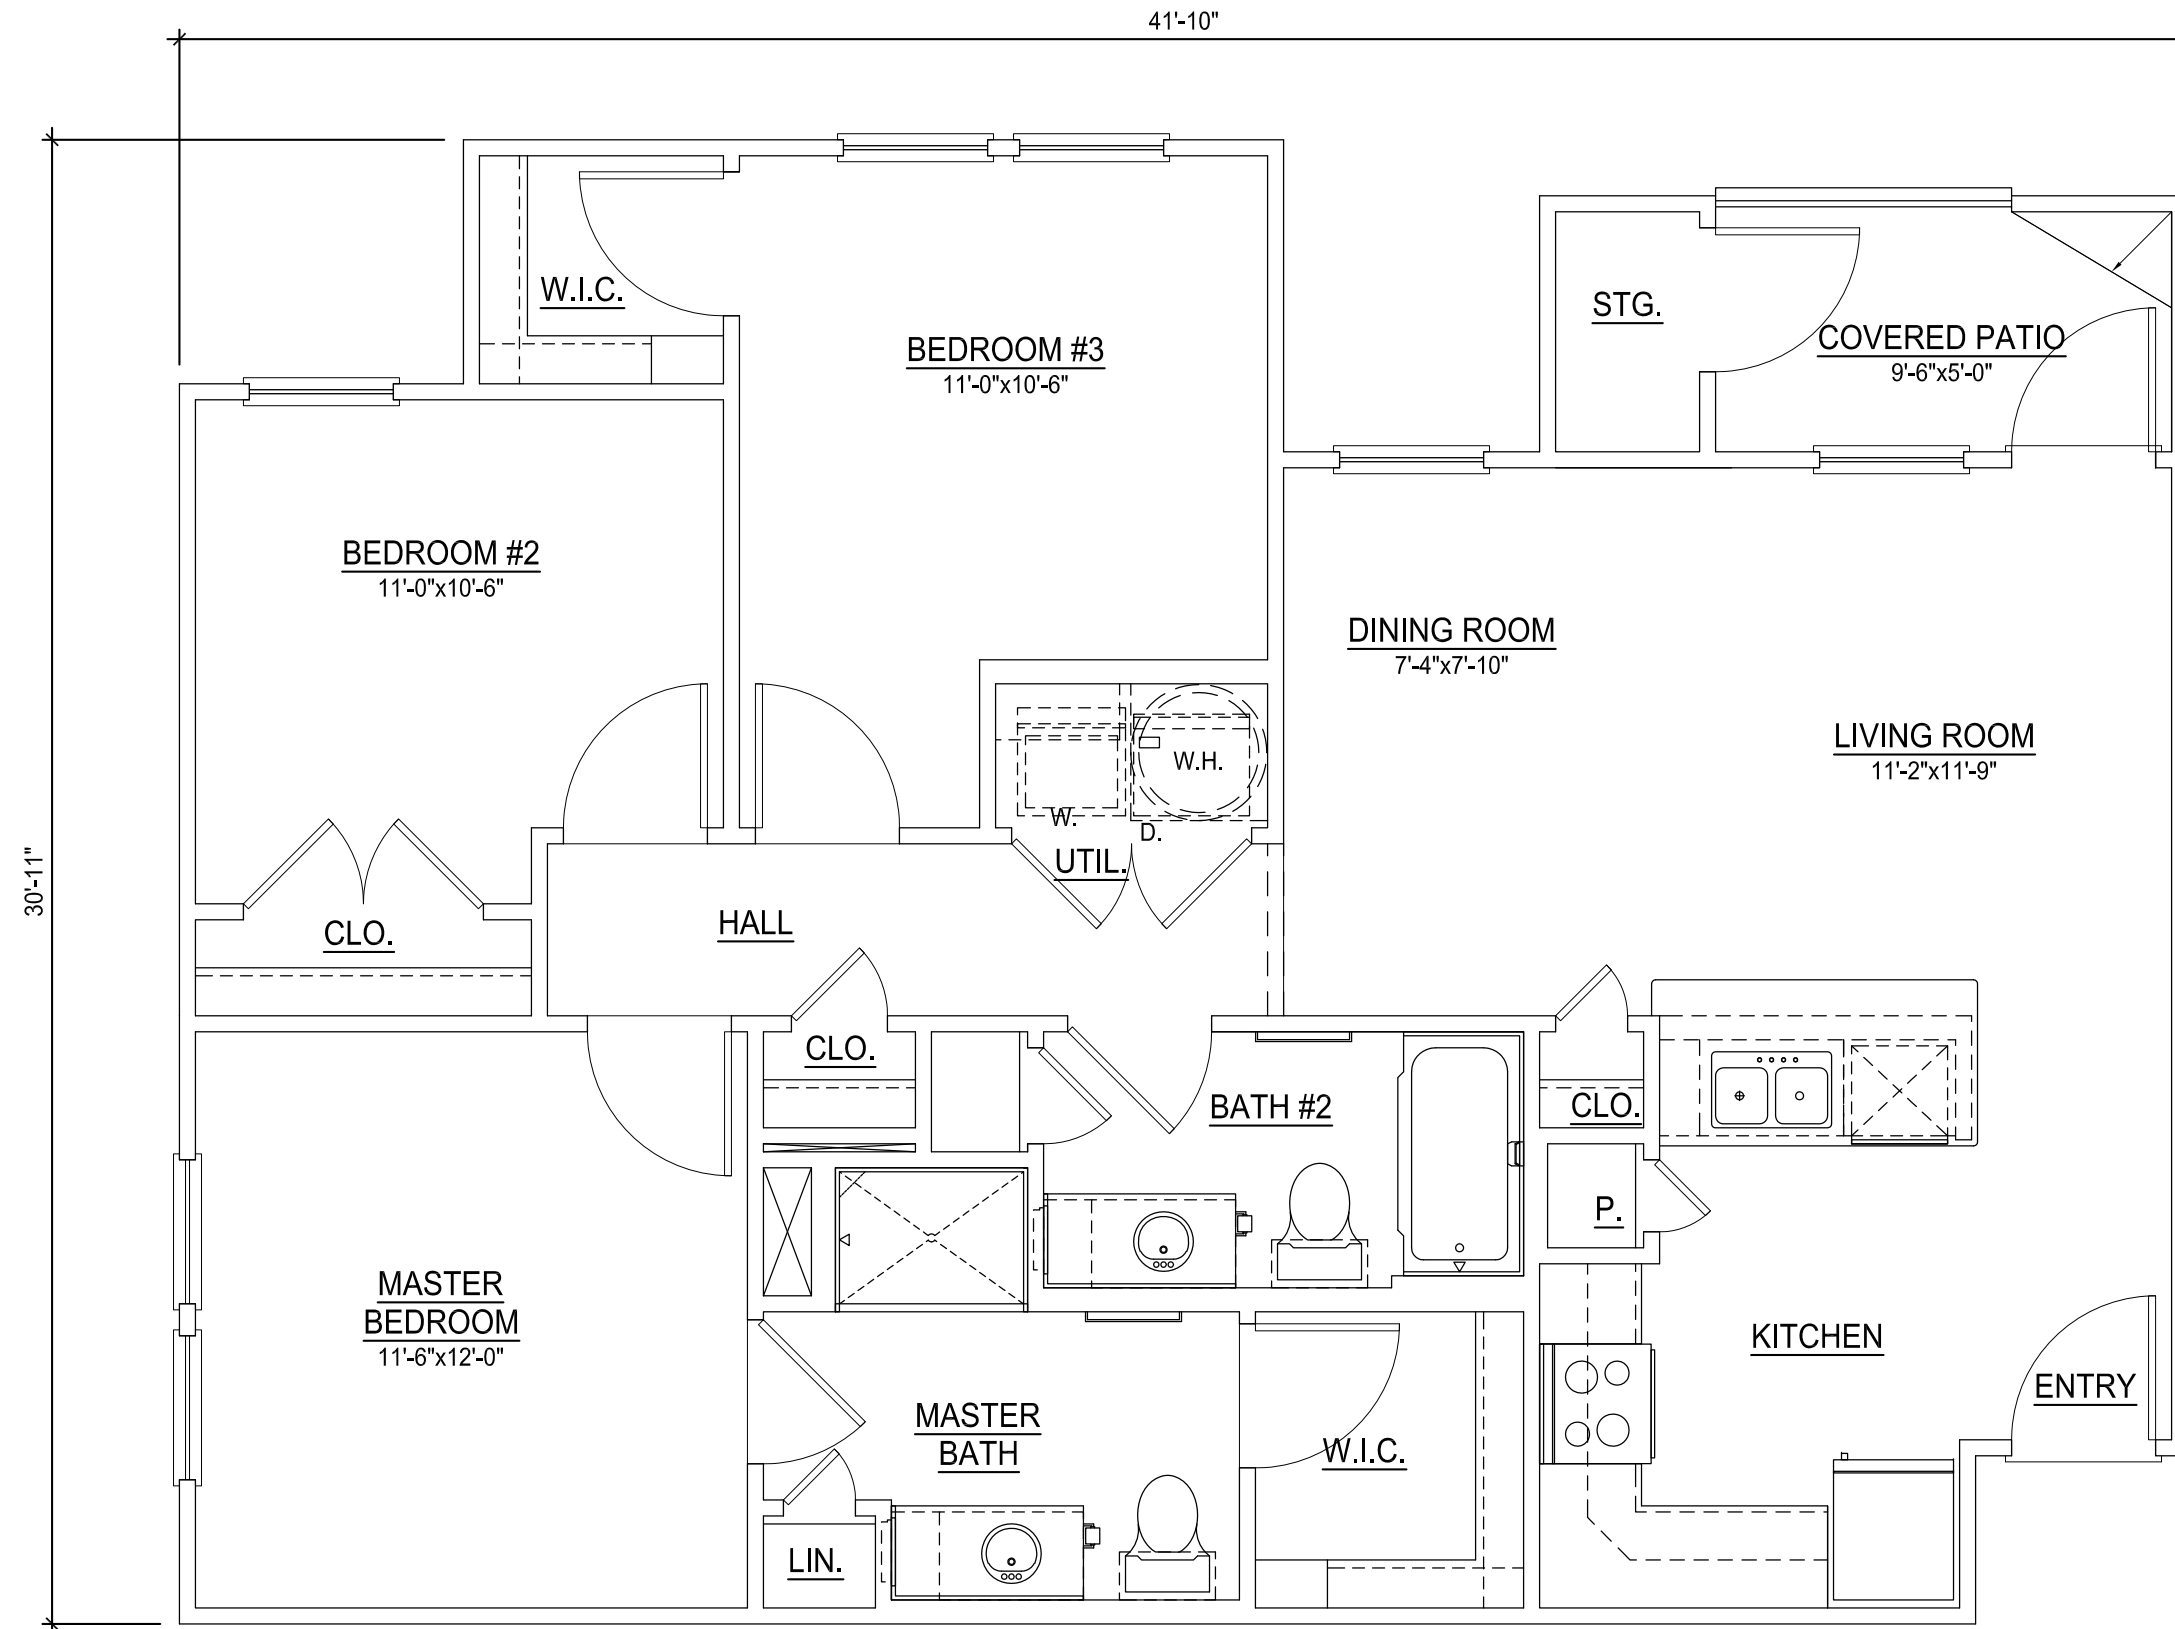 41'-10"
W.I.C.
STG.
BEDROOM #3
11'-0"x10'-6"
COVERED PATIO
9'-6"x5'-0"
BEDROOM #2
11'-0"x10'-6"
DINING ROOM
7'-4"x7'-10"
LIVING ROOM
11'-2"x11'-9"
W.H.
W.
D.
UTIL.
30'-11"
HALL
CLO.
CLO.
BATH #2
CLO.
P.
MASTER
BEDROOM
11'-6"x12'-0"
KITCHEN
ENTRY
MASTER
BATH
W.I.C.
LIN.